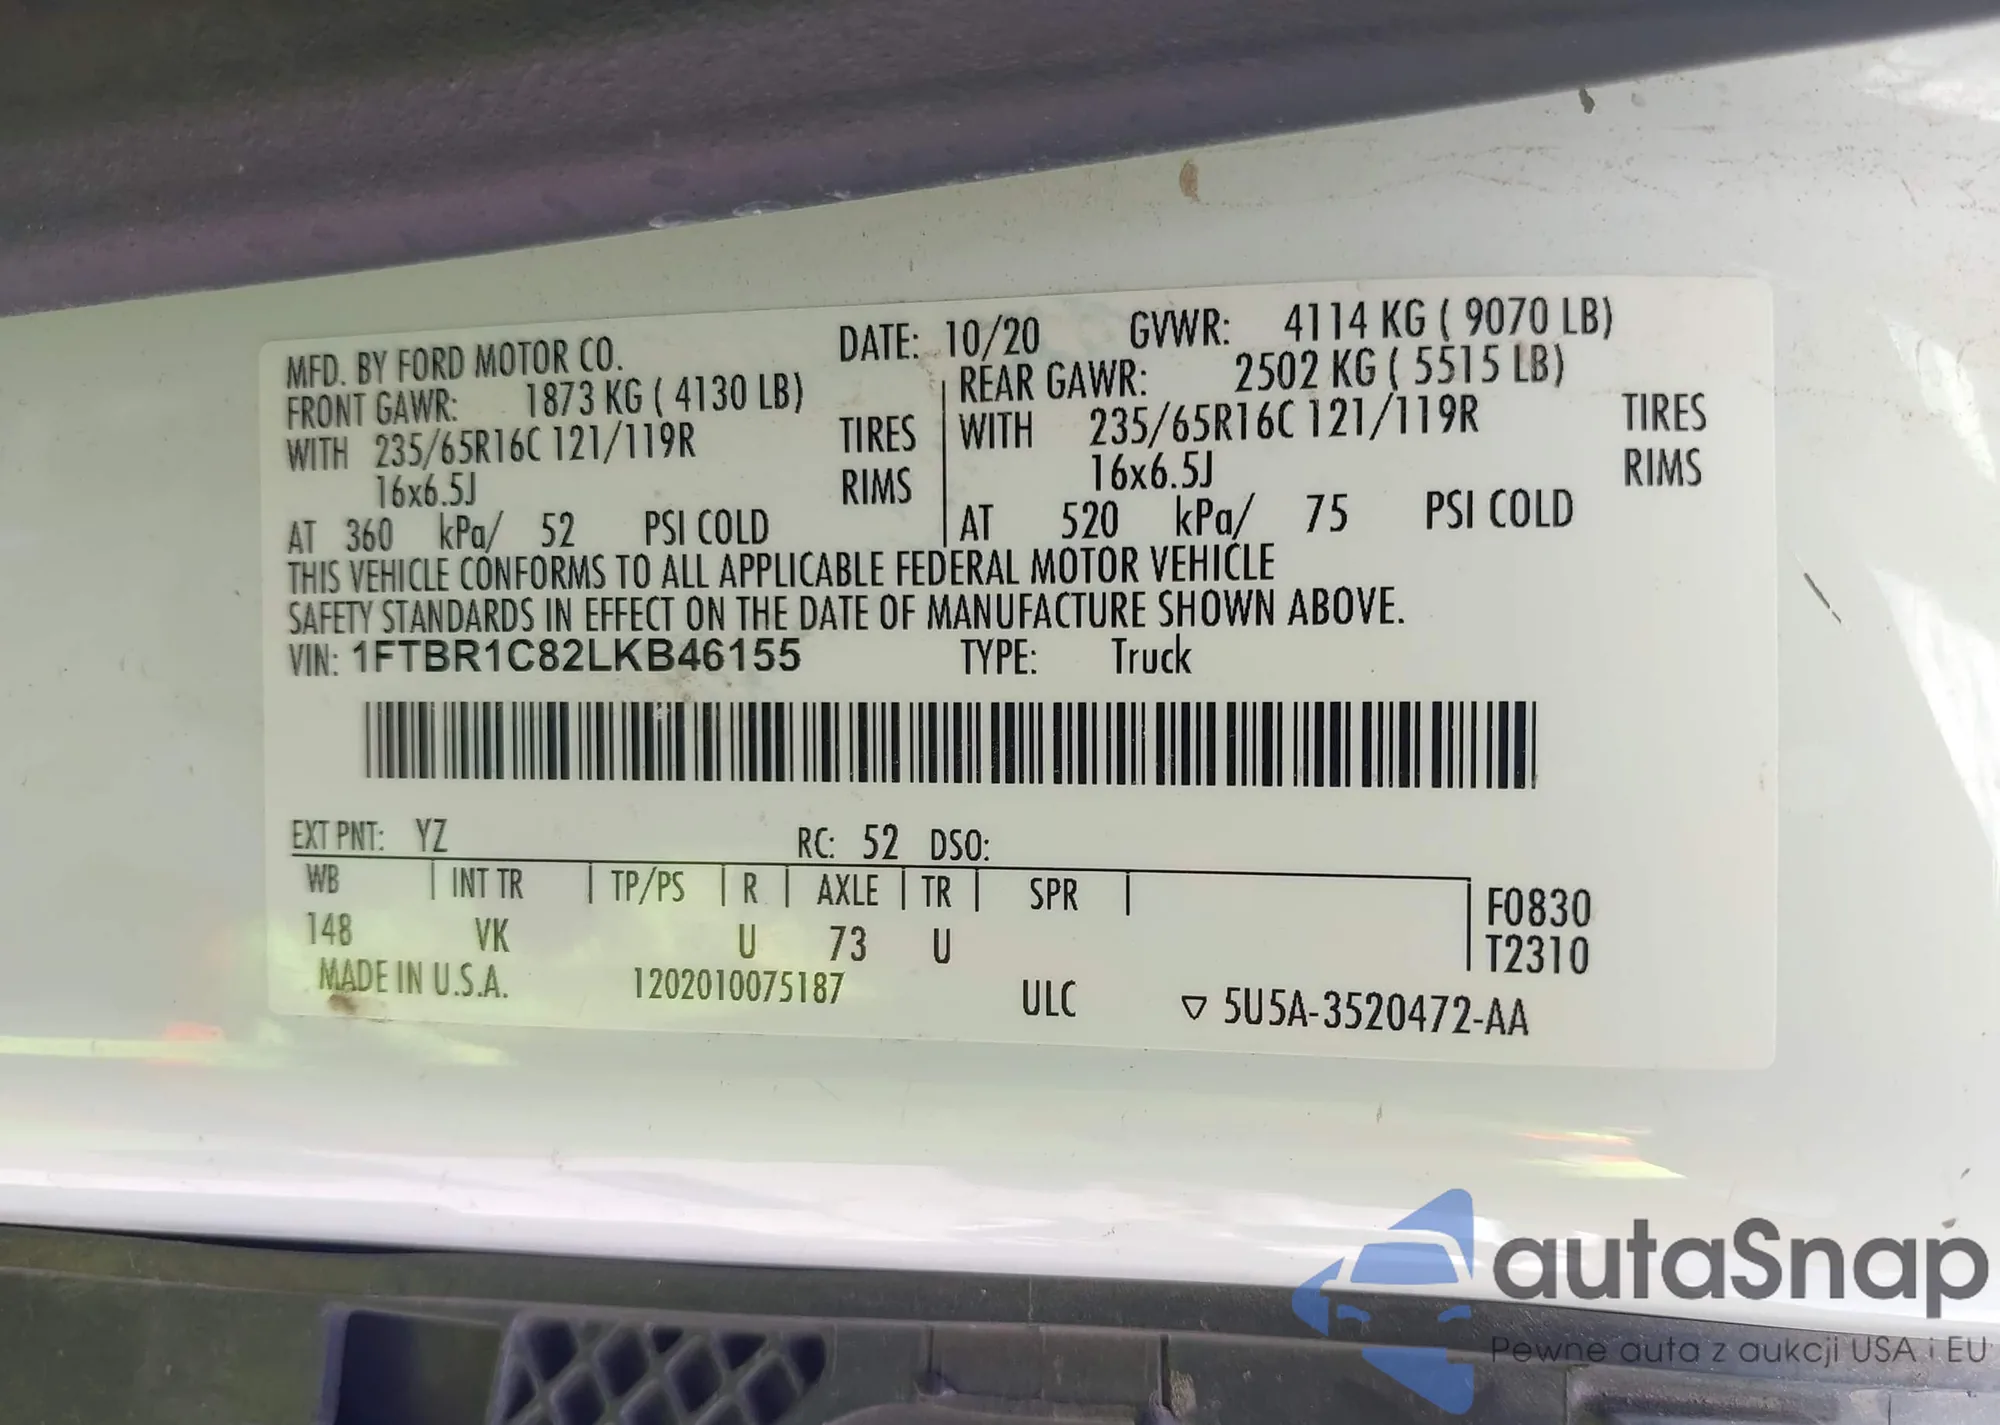 MFD. BY FORD MOTOR CO. DATE: 10/20 GVWR: 4114 KG ( 9070 LB)
FRONT GAWR: 1873 KG ( 4130 LB) REAR GAWR: 2502 KG ( 5515 LB)
WITH 235/65R16C 121/119R TIRES WITH 235/65R16C 121/119R TIRES
16x6.5J RIMS 16x6.5J RIMS
AT 360 kPa/ 52 PSI COLD AT 520 kPa/ 75 PSI COLD
THIS VEHICLE CONFORMS TO ALL APPLICABLE FEDERAL MOTOR VEHICLE
SAFETY STANDARDS IN EFFECT ON THE DATE OF MANUFACTURE SHOWN ABOVE.
VIN: 1FTBR1C82LKB46155 TYPE: Truck
EXT PNT: YZ RC: 52 DSO:
WB | INT TR | TP/PS | R | AXLE | TR | SPR | F0830
148 VK U 73 U T2310
MADE IN U.S.A. 1202010075187 ULC ▽ 5U5A-3520472-AA
autaSnap
Pewne auta z aukcji USA i EU